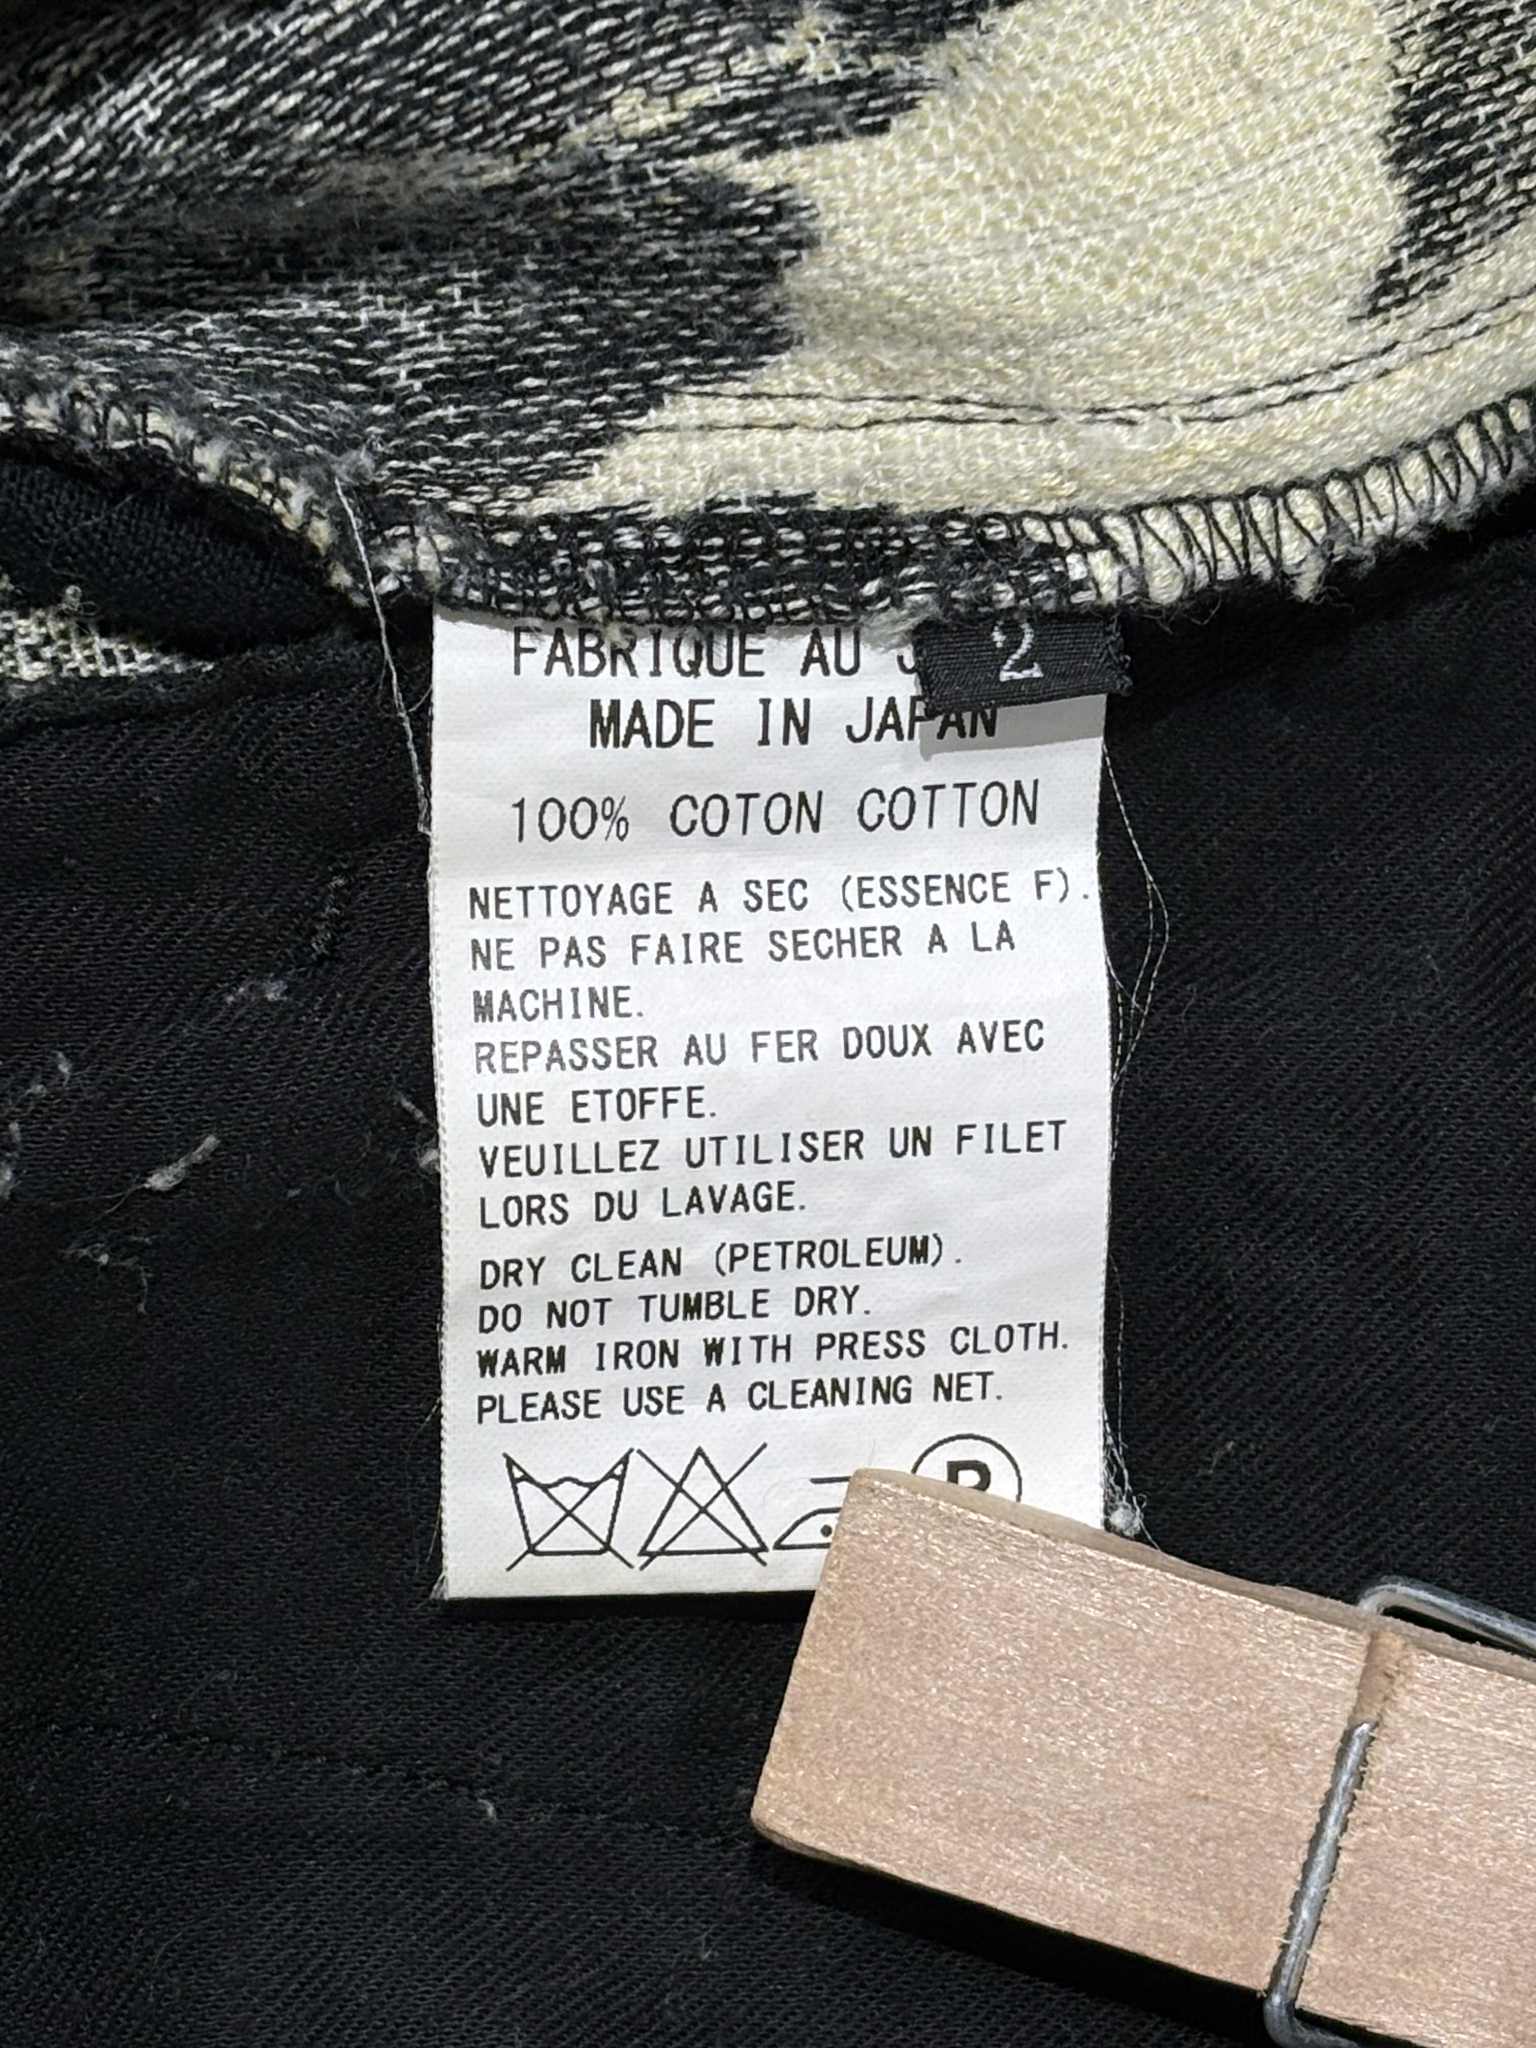 FABRIQUE AU
2
MADE IN JAPAN
100% COTON COTTON
NETTOYAGE A SEC (ESSENCE F).
NE PAS FAIRE SECHER A LA
MACHINE.
REPASSER AU FER DOUX AVEC
UNE ETOFFE.
VEUILLEZ UTILISER UN FILET
LORS DU LAVAGE.
DRY CLEAN (PETROLEUM).
DO NOT TUMBLE DRY.
WARM IRON WITH PRESS CLOTH.
PLEASE USE A CLEANING NET.